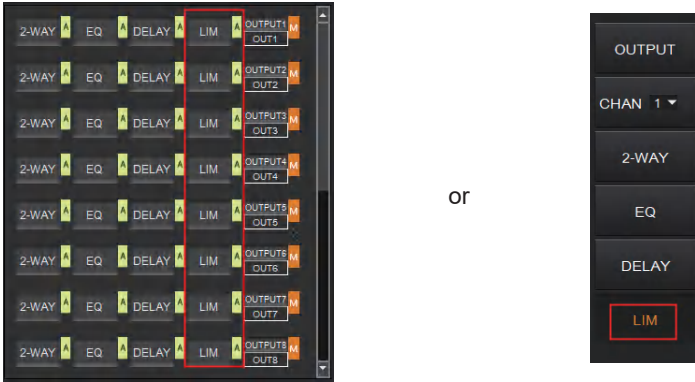 2-WAY A EQ A DELAY A LIM A OUTPUT1 M
OUT1
2-WAY A EQ A DELAY A LIM A OUTPUT2 M
OUT2
2-WAY A EQ A DELAY A LIM A OUTPUT3 M
OUT3
2-WAY A EQ A DELAY A LIM A OUTPUT4 M
OUT4
2-WAY A EQ A DELAY A LIM A OUTPUT5 M
OUT5
2-WAY A EQ A DELAY A LIM A OUTPUT6 M
OUT6
2-WAY A EQ A DELAY A LIM A OUTPUT7 M
OUT7
2-WAY A EQ A DELAY A LIM A OUTPUT8 M
OUT8
or
OUTPUT
CHAN 1
2-WAY
EQ
DELAY
LIM